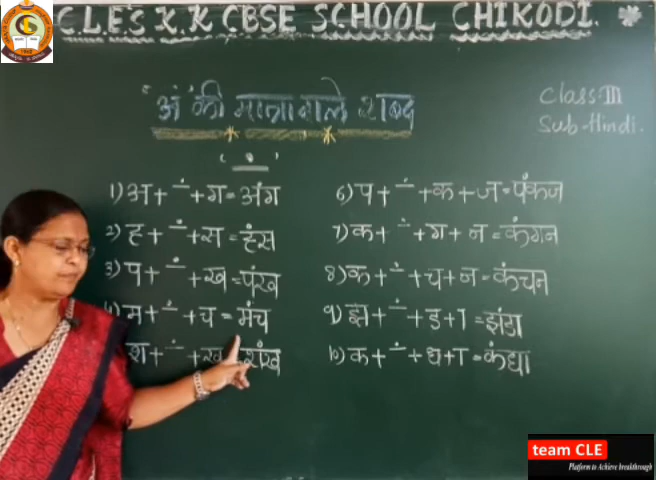 C.L.E'S K.K CBSE SCHOOL CHIKODI.
"अं" की मात्रा वाले शब्द
Class:-III
Sub-Hindi.
( ं )
1) अ + ं + ग = अंग
2) ह + ं + स = हंस
3) प + ं + ख = पंख
4) म + ं + च = मंच
श + ं + ख = शंख
6) प + ं + क + ज = पंकज
7) क + ं + ग + न = कंगन
8) क + ं + च + न = कंचन
9) झ + ं + ड + ा = झंडा
10) क + ं + ध + ा = कंधा
team CLE
Platform to Achieve breakthrough